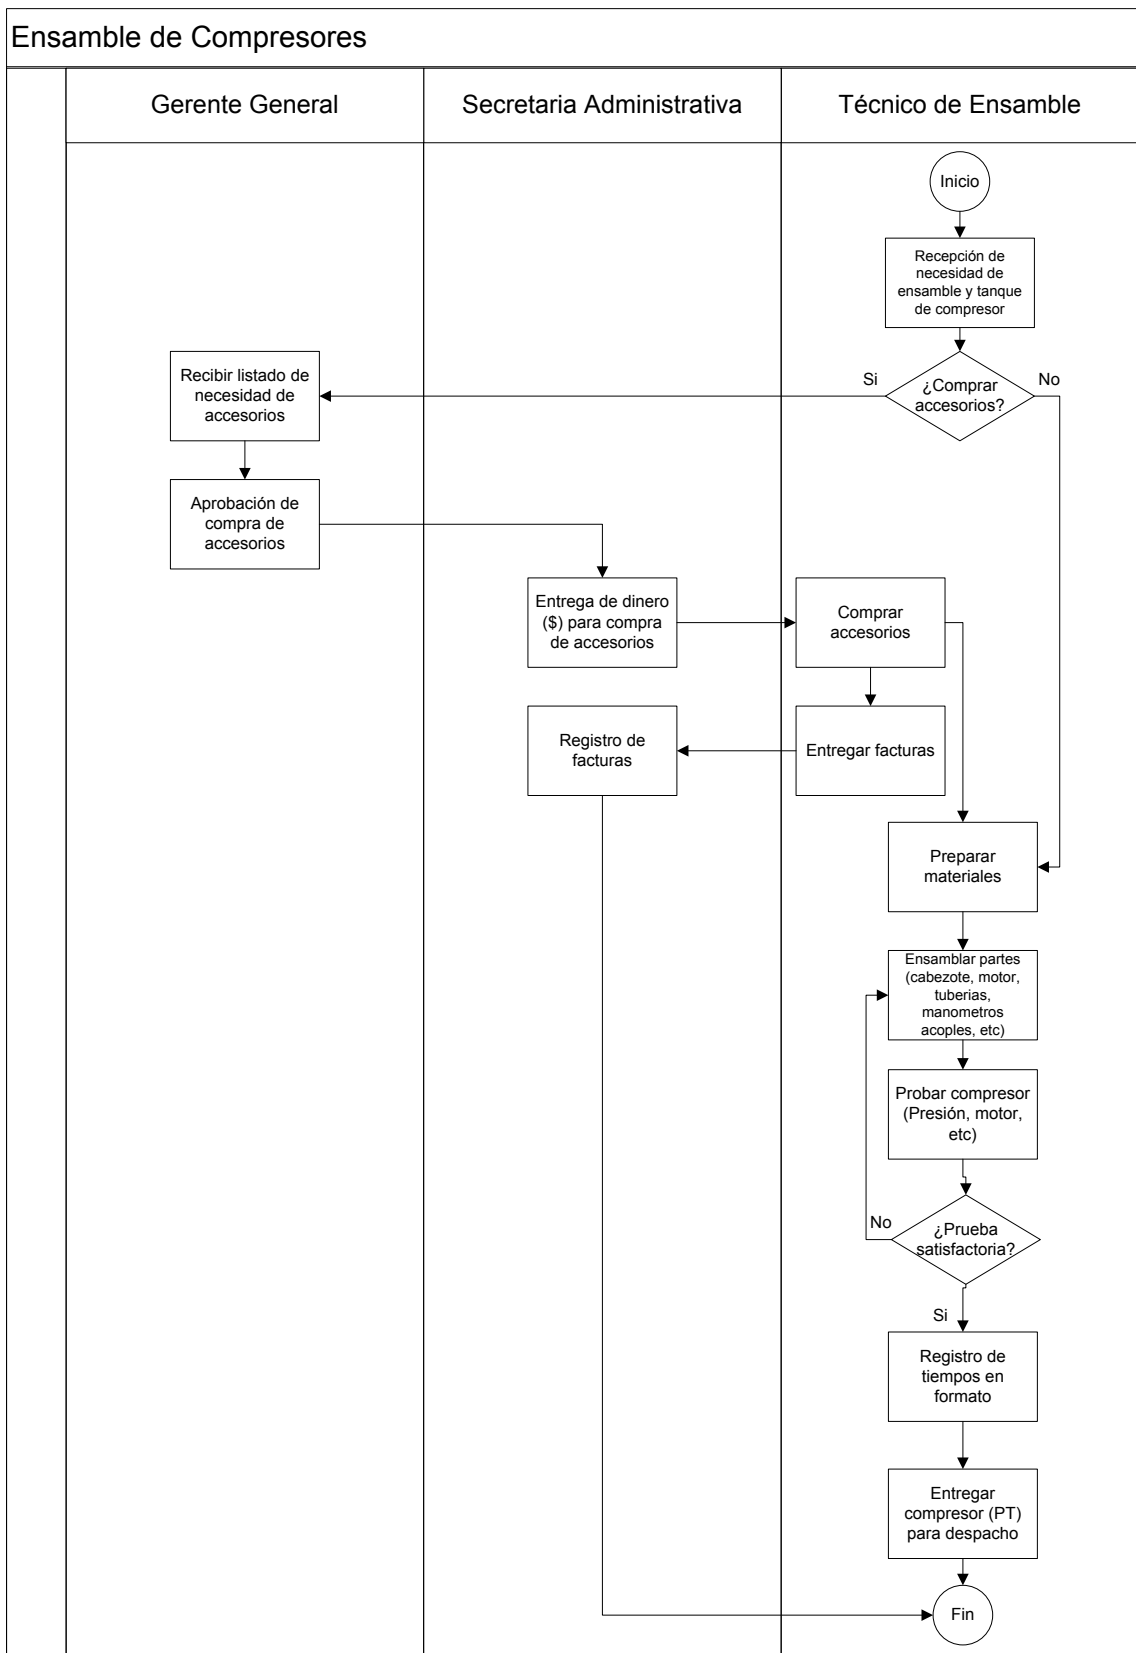 Ensamble de Compresores
Gerente General
Secretaria Administrativa
Técnico de Ensamble
Inicio
Recepción de
necesidad de
ensamble y tanque
de compresor
¿Comprar
accesorios?
Si
No
Recibir listado de
necesidad de
accesorios
Aprobación de
compra de
accesorios
Entrega de dinero
($) para compra
de accesorios
Comprar
accesorios
Entregar facturas
Registro de
facturas
Preparar
materiales
Ensamblar partes
(cabezote, motor,
tuberias,
manometros
acoples, etc)
Probar compresor
(Presión, motor,
etc)
¿Prueba
satisfactoria?
No
Si
Registro de
tiempos en
formato
Entregar
compresor (PT)
para despacho
Fin